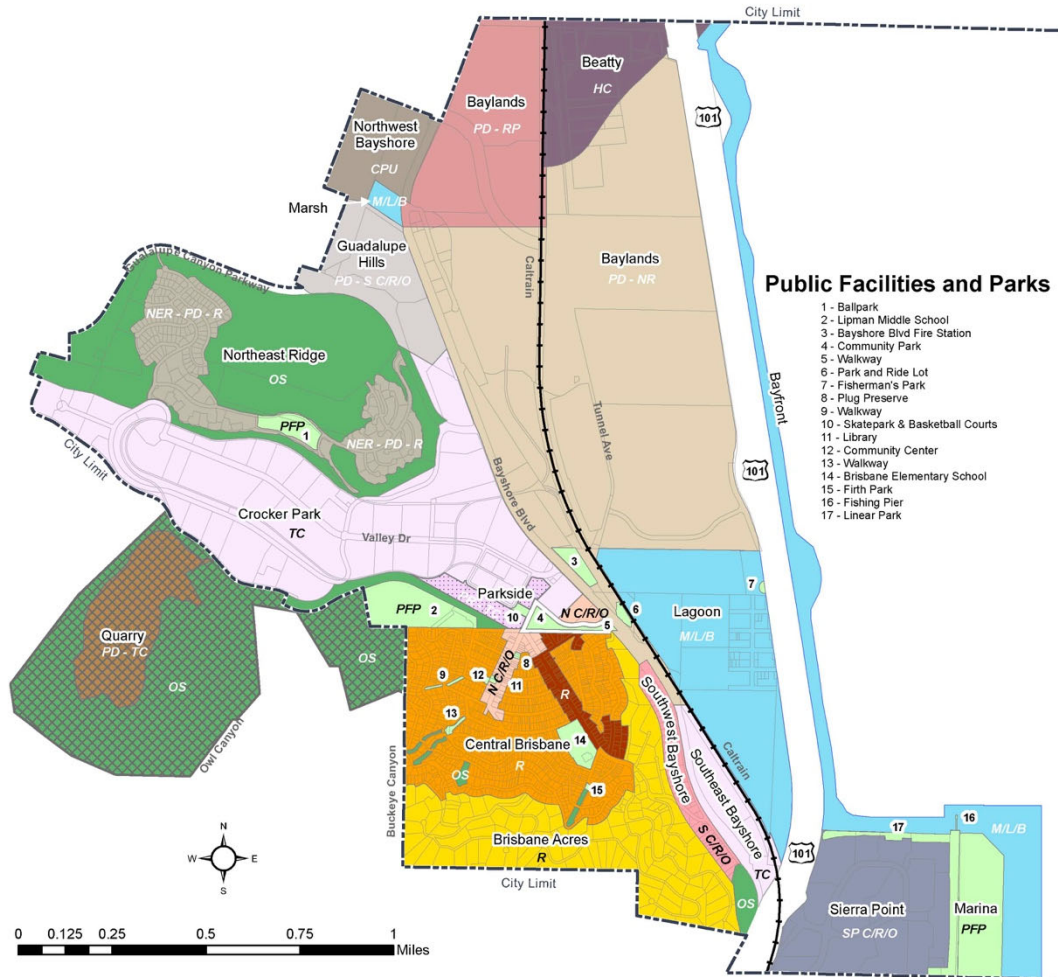 City Limit
Beatty
HC
101
Baylands
PD - RP
Northwest
Bayshore
CPU
Marsh
M/L/B
Guadalupe
Hills
PD - S C/R/O
Caltrain
Baylands
PD - NR
Guadalupe Canyon Parkway
NER - PD - R
Northeast Ridge
OS
PFP
1
NER - PD - R
Public Facilities and Parks
1 - Ballpark
2 - Lipman Middle School
3 - Bayshore Blvd Fire Station
4 - Community Park
5 - Walkway
6 - Park and Ride Lot
7 - Fisherman's Park
8 - Plug Preserve
9 - Walkway
10 - Skatepark & Basketball Courts
11 - Library
12 - Community Center
13 - Walkway
14 - Brisbane Elementary School
15 - Firth Park
16 - Fishing Pier
17 - Linear Park
Bayfront
Tunnel Ave
City Limit
101
Bayshore Blvd
Crocker Park
TC
Valley Dr
3
Parkside
7
PFP
2
10
4
N C/R/O
5
6
Lagoon
M/L/B
Quarry
PD - TC
OS
OS
Owl Canyon
8
N C/R/O
9
12
11
R
13
14
Central Brisbane
R
OS
15
Southwest Bayshore
S C/R/O
Southeast Bayshore
TC
Caltrain
Buckeye Canyon
Brisbane Acres
R
City Limit
OS
101
16
17
M/L/B
Sierra Point
SP C/R/O
Marina
PFP
N
W
E
S
0
0.125
0.25
0.5
0.75
1
Miles